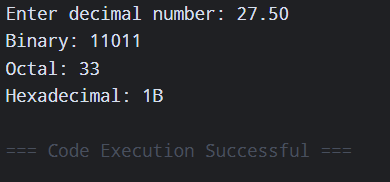 Enter decimal number: 27.50
Binary: 11011
Octal: 33
Hexadecimal: 1B
=== Code Execution Successful ===